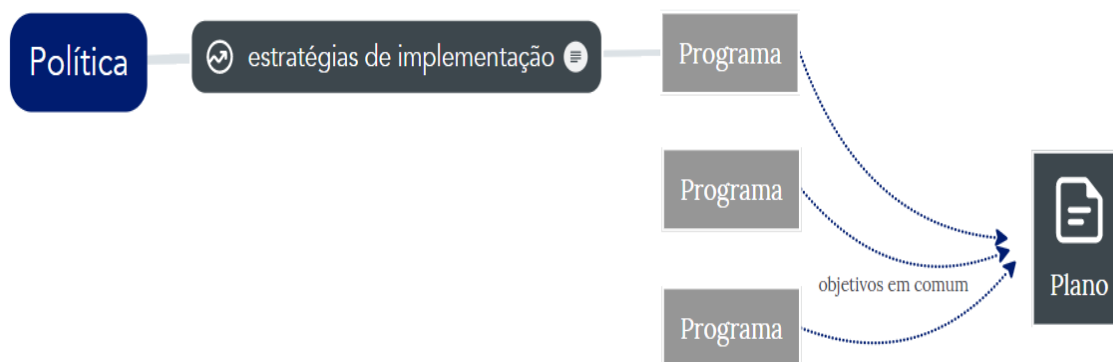 Política
estratégias de implementação
Programa
Programa
objetivos em comum
Programa
Plano